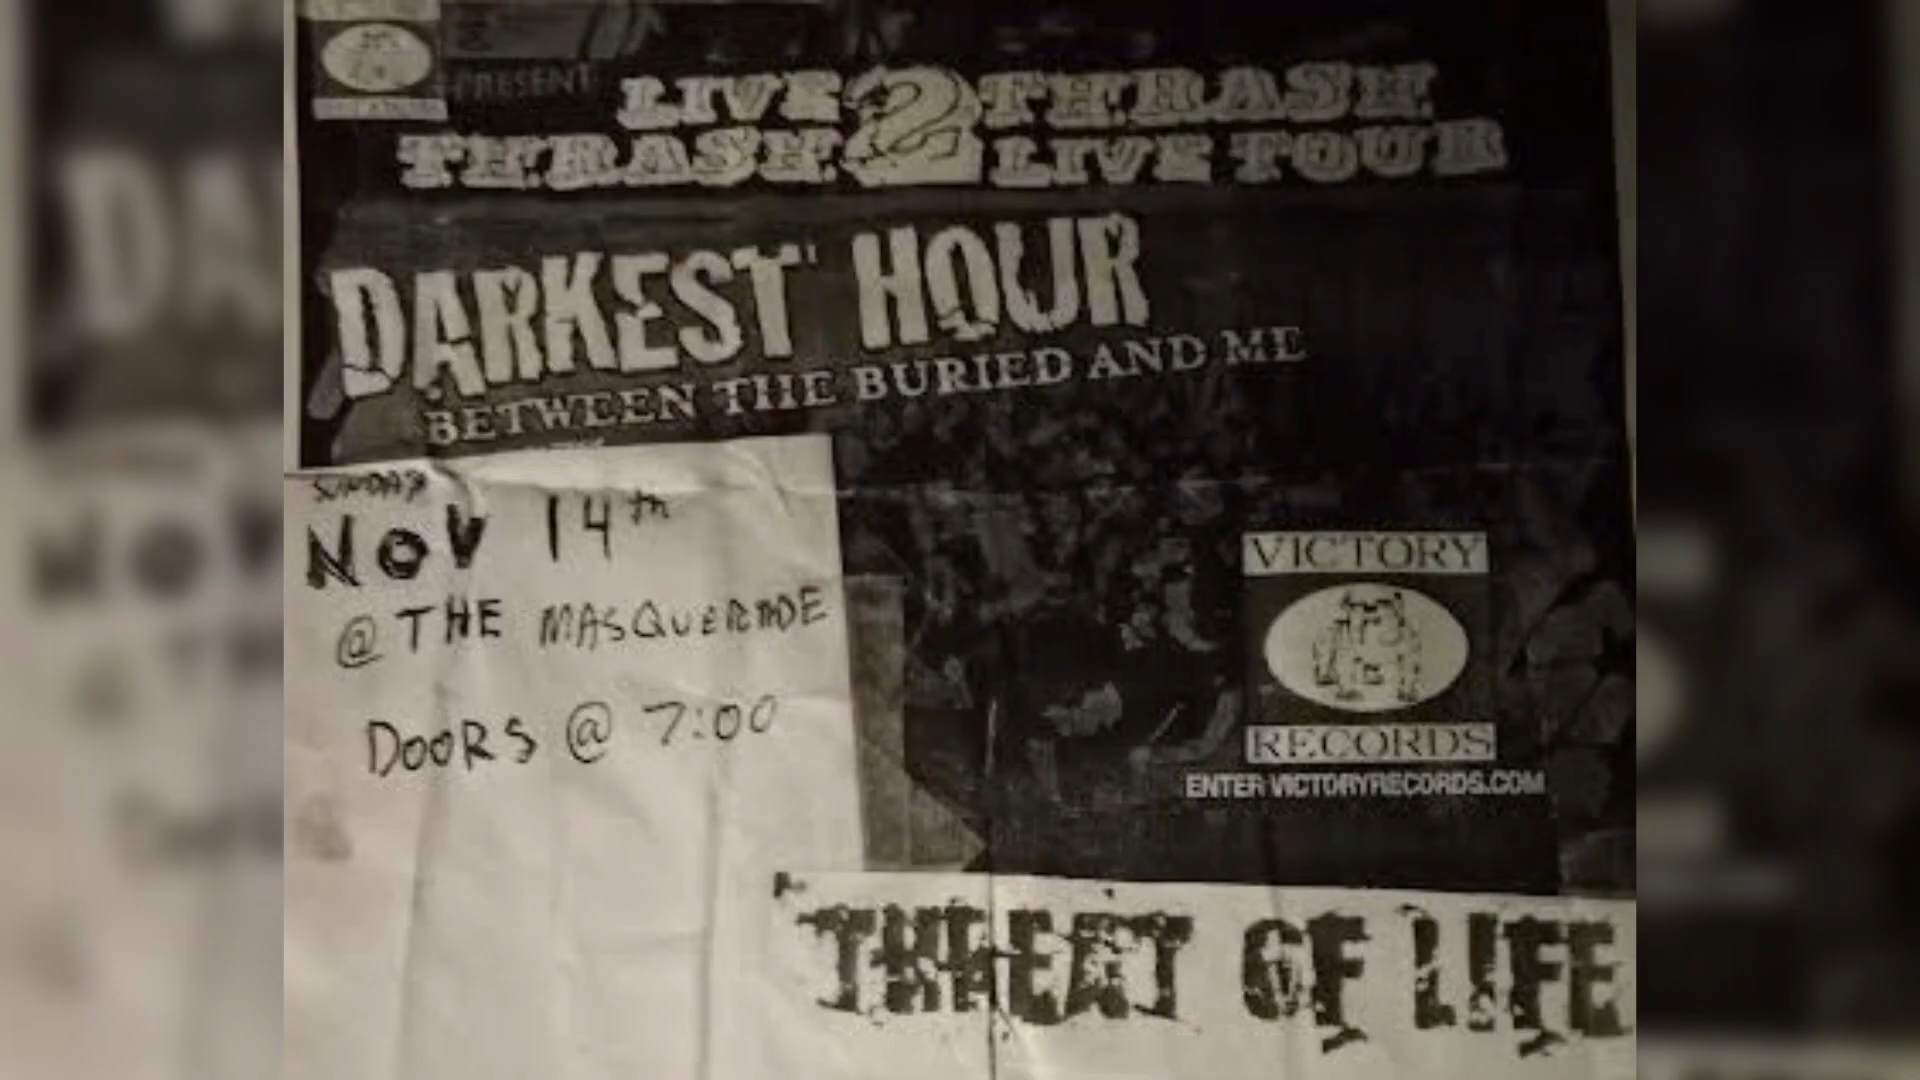 PRESENT
LIVE 2 THRASH
THRASH LIVE TOUR
DARKEST HOUR
BETWEEN THE BURIED AND ME
SUNDAY
NOV 14th
@ THE MASQUERADE
DOORS @ 7:00
VICTORY
RECORDS
ENTER VICTORYRECORDS.COM
THREAT OF LIFE